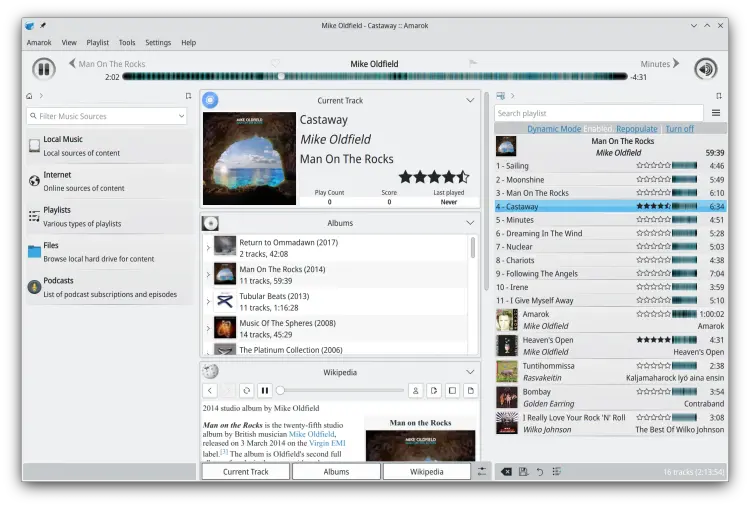 Mike Oldfield - Castaway :: Amarok
Amarok View Playlist Tools Settings Help
Man On The Rocks
Mike Oldfield
Minutes
2:02
-4:31
Filter Music Sources
Local Music
Local sources of content
Internet
Online sources of content
Playlists
Various types of playlists
Files
Browse local hard drive for content
Podcasts
List of podcast subscriptions and episodes
Current Track
MIKE OLDFIELD
Castaway
Mike Oldfield
Man On The Rocks
Play Count Score Last played
0 0 Never
Albums
Return to Ommadawn (2017)
2 tracks, 42:08
Man On The Rocks (2014)
11 tracks, 59:39
Tubular Beats (2013)
11 tracks, 1:16:28
Music Of The Spheres (2008)
14 tracks, 45:29
The Platinum Collection (2006)
Wikipedia
2014 studio album by Mike Oldfield
Man on the Rocks is the twenty-fifth studio
album by British musician Mike Oldfield,
released on 3 March 2014 on the Virgin EMI
label.[3] The album is Oldfield's second full
Man on the Rocks
MIKE OLDFIELD
Current Track Albums Wikipedia
Search playlist
Dynamic Mode Enabled. Repopulate | Turn off
Man On The Rocks
Mike Oldfield 59:39
1 - Sailing 4:46
2 - Moonshine 5:49
3 - Man On The Rocks 6:10
4 - Castaway 6:34
5 - Minutes 4:51
6 - Dreaming In The Wind 5:28
7 - Nuclear 5:03
8 - Chariots 4:38
9 - Following The Angels 7:04
10 - Irene 3:59
11 - I Give Myself Away 5:10
Amarok 1:00:02
Mike Oldfield Amarok
Heaven's Open 4:31
Mike Oldfield Heaven's Open
Tuntihommissa 2:38
Rasvakeitin Kaljamaharock lyö aina ensin
Bombay 3:54
Golden Earring Contraband
I Really Love Your Rock 'N' Roll 3:08
Wilko Johnson The Best Of Wilko Johnson
16 tracks (2:13:54)